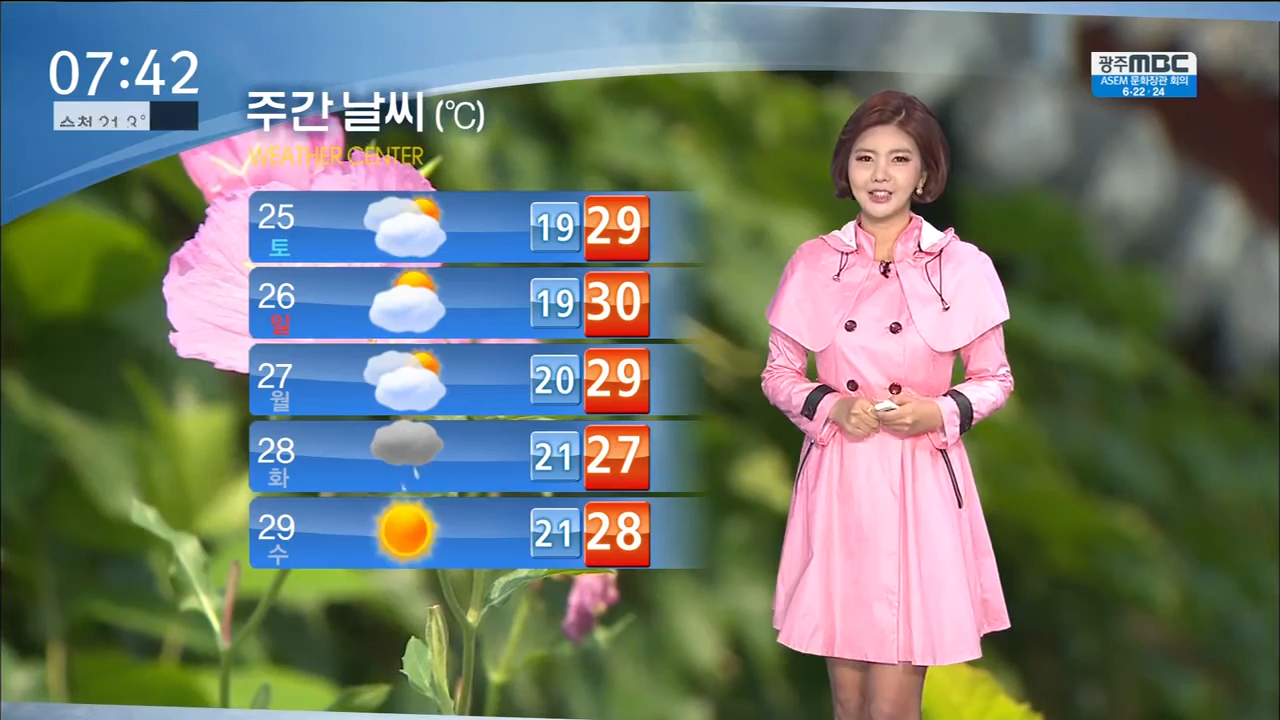 07:42
광주MBC
ASEM 문화장관 회의
6-22·24
주간 날씨 (℃)
WEATHER CENTER
25 19 29
토
26 19 30
일
27 20 29
월
28 21 27
화
29 21 28
수